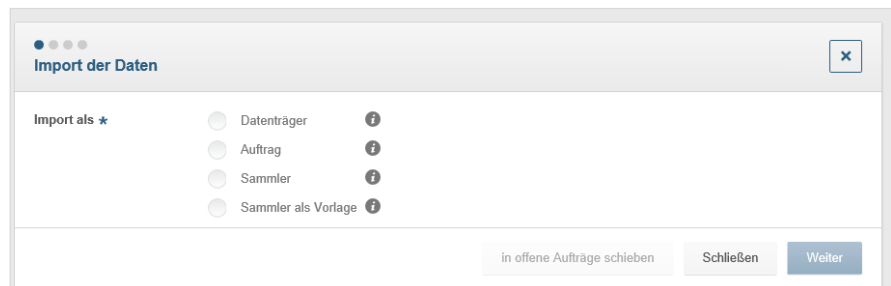 Import der Daten
Import als *
Datenträger
Auftrag
Sammler
Sammler als Vorlage
in offene Aufträge schieben Schließen Weiter